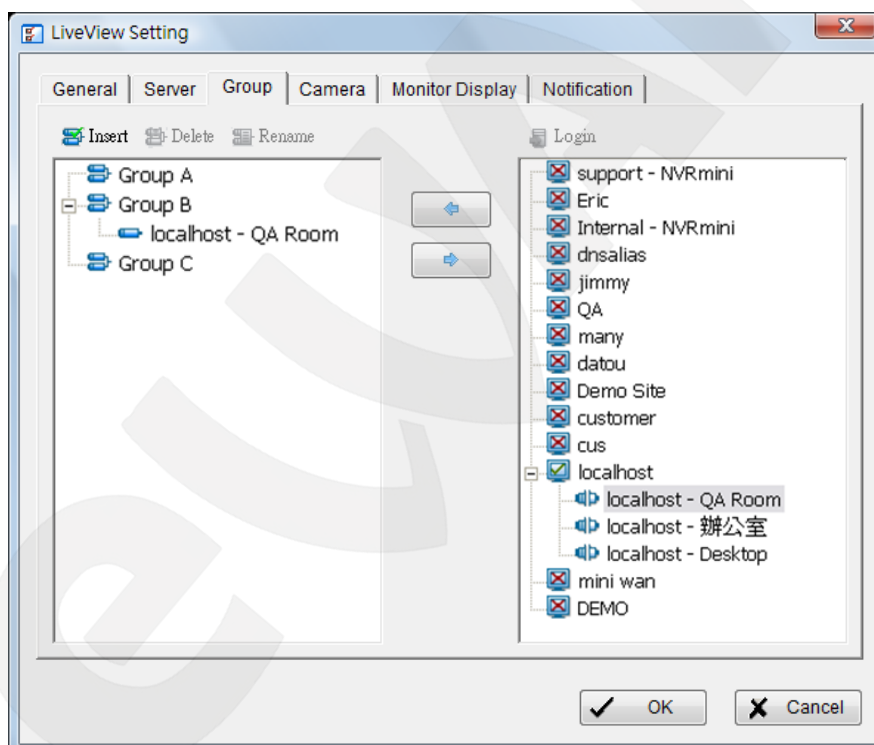 LiveView Setting
General Server Group Camera Monitor Display Notification
Insert Delete Rename
Group A
Group B
localhost - QA Room
Group C
Login
support - NVRmini
Eric
Internal - NVRmini
dnsalias
jimmy
QA
many
datou
Demo Site
customer
cus
localhost
localhost - QA Room
localhost - 辦公室
localhost - Desktop
mini wan
DEMO
OK Cancel